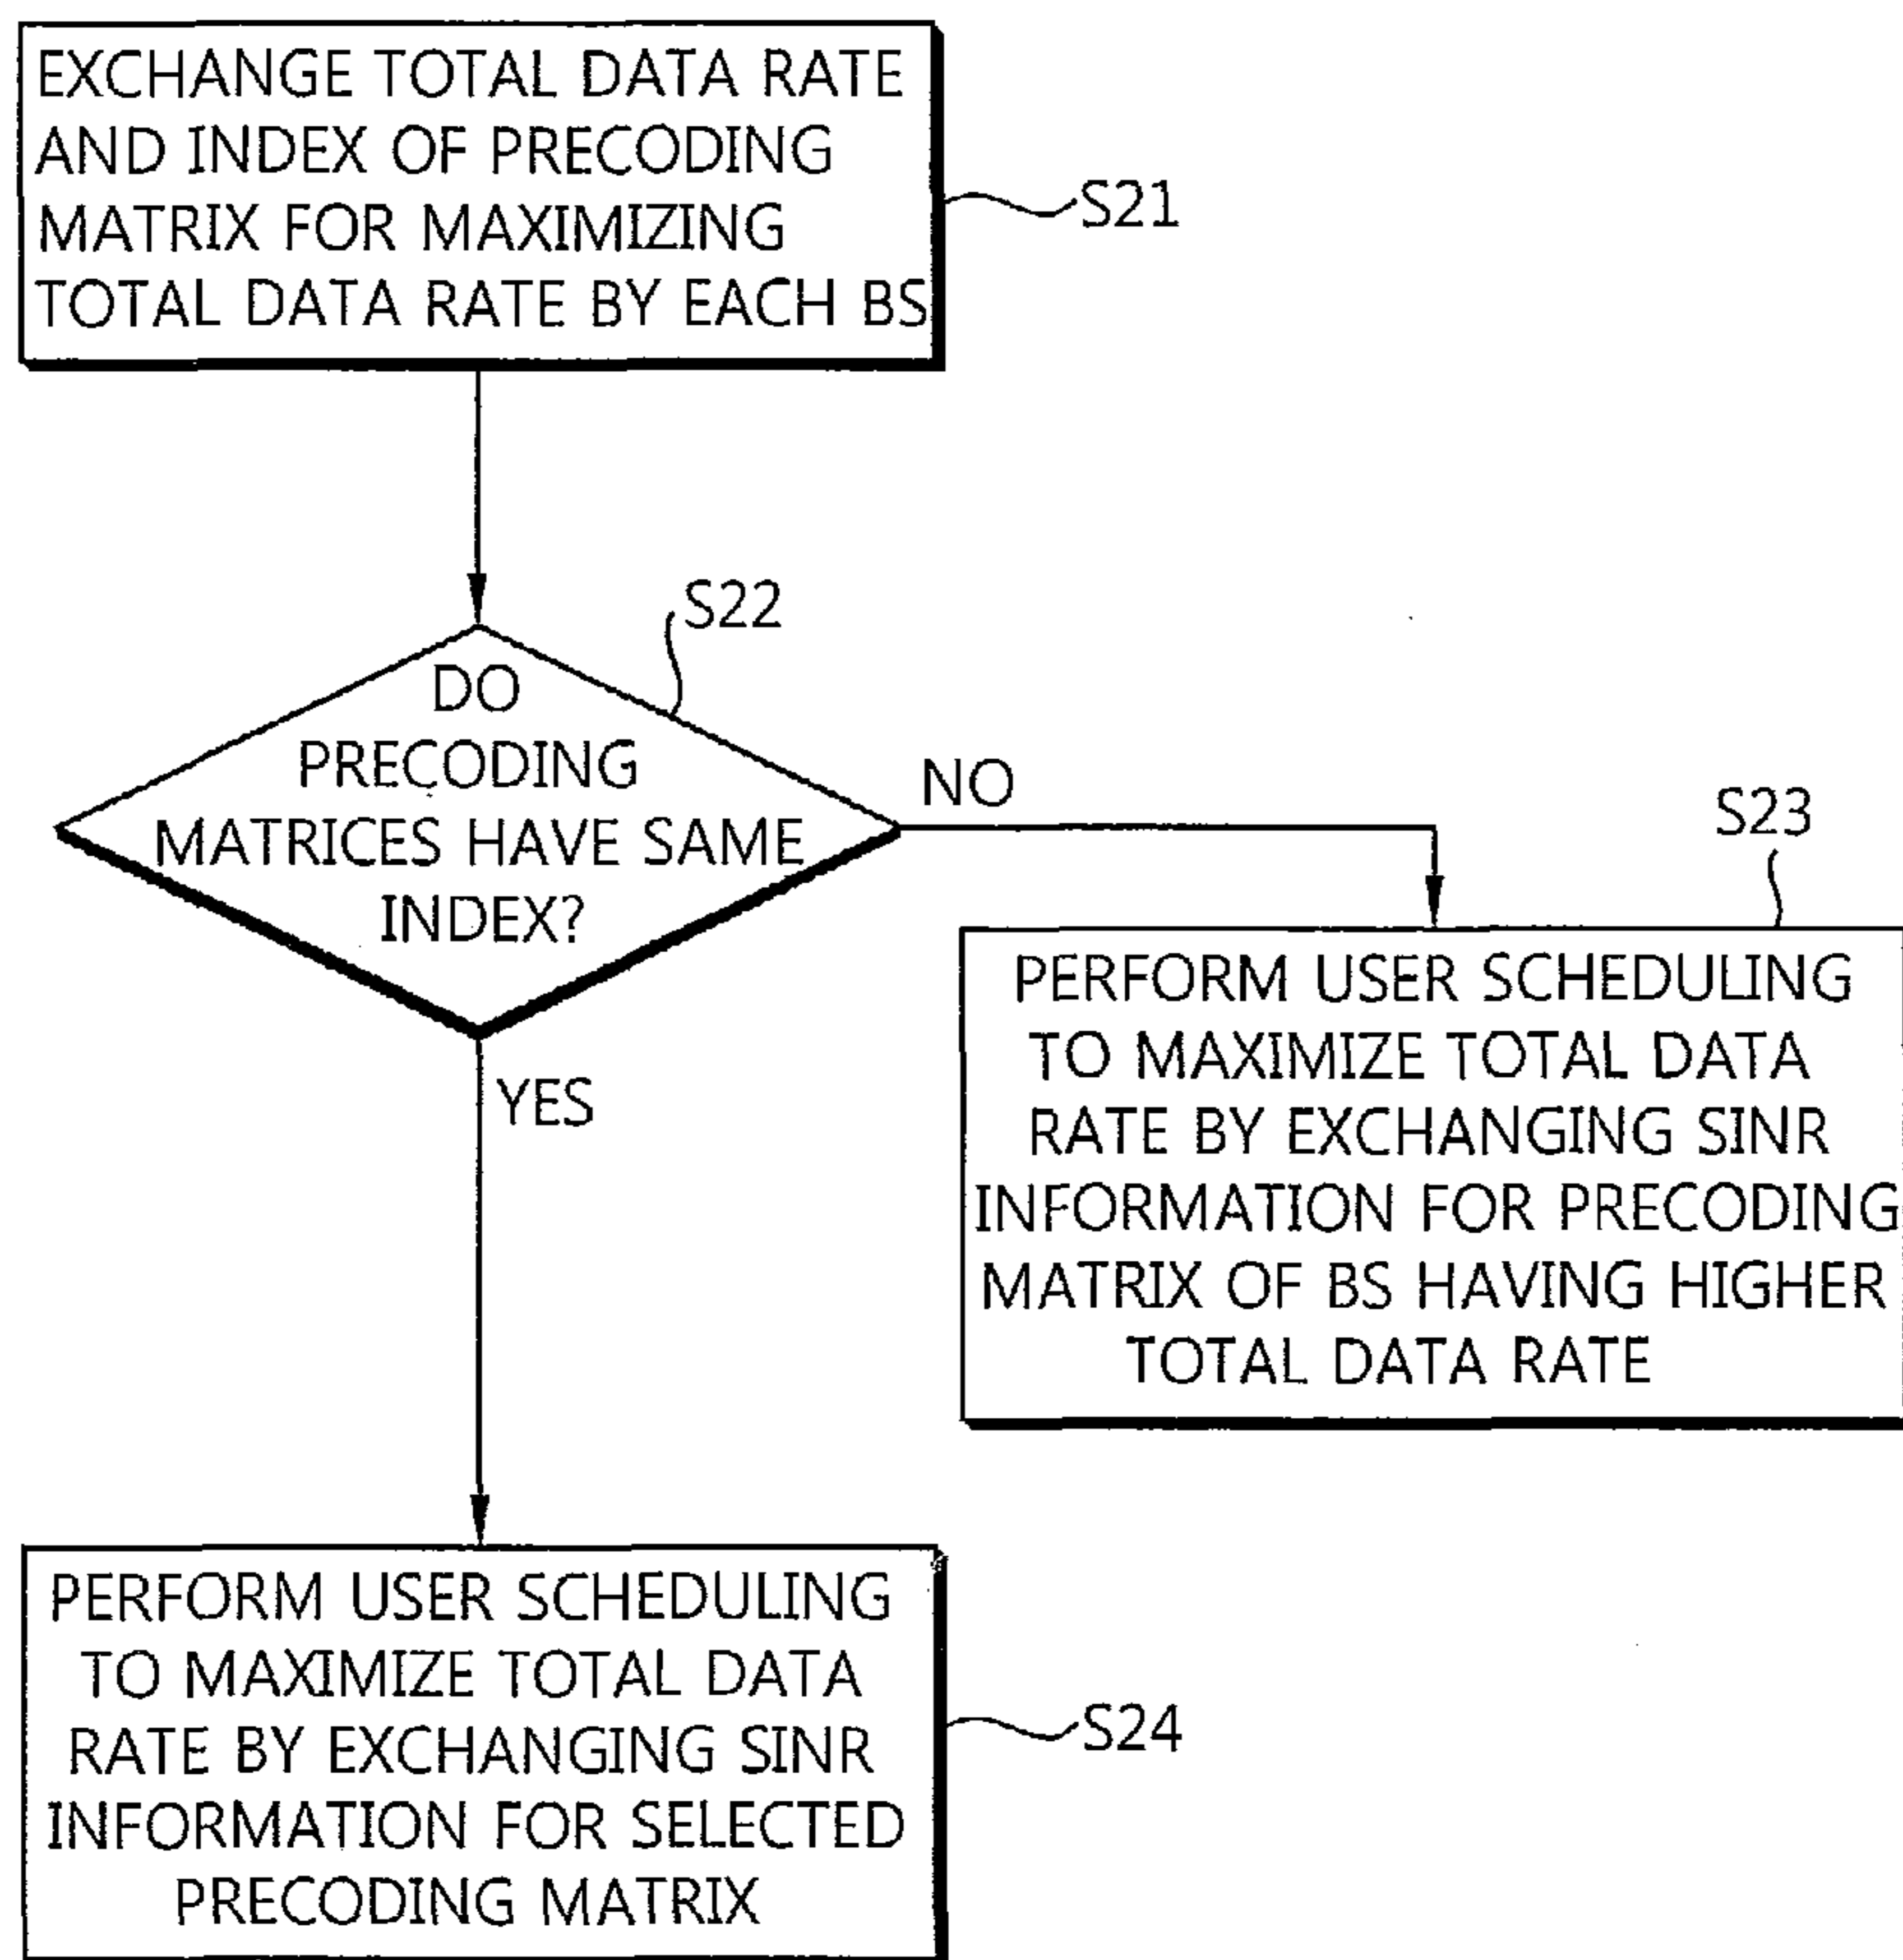 EXCHANGE TOTAL DATA RATE
AND INDEX OF PRECODING
MATRIX FOR MAXIMIZING
TOTAL DATA RATE BY EACH BS
S21
S22
DO
PRECODING
MATRICES HAVE SAME
INDEX?
NO
YES
S23
PERFORM USER SCHEDULING
TO MAXIMIZE TOTAL DATA
RATE BY EXCHANGING SINR
INFORMATION FOR PRECODING
MATRIX OF BS HAVING HIGHER
TOTAL DATA RATE
PERFORM USER SCHEDULING
TO MAXIMIZE TOTAL DATA
RATE BY EXCHANGING SINR
INFORMATION FOR SELECTED
PRECODING MATRIX
S24